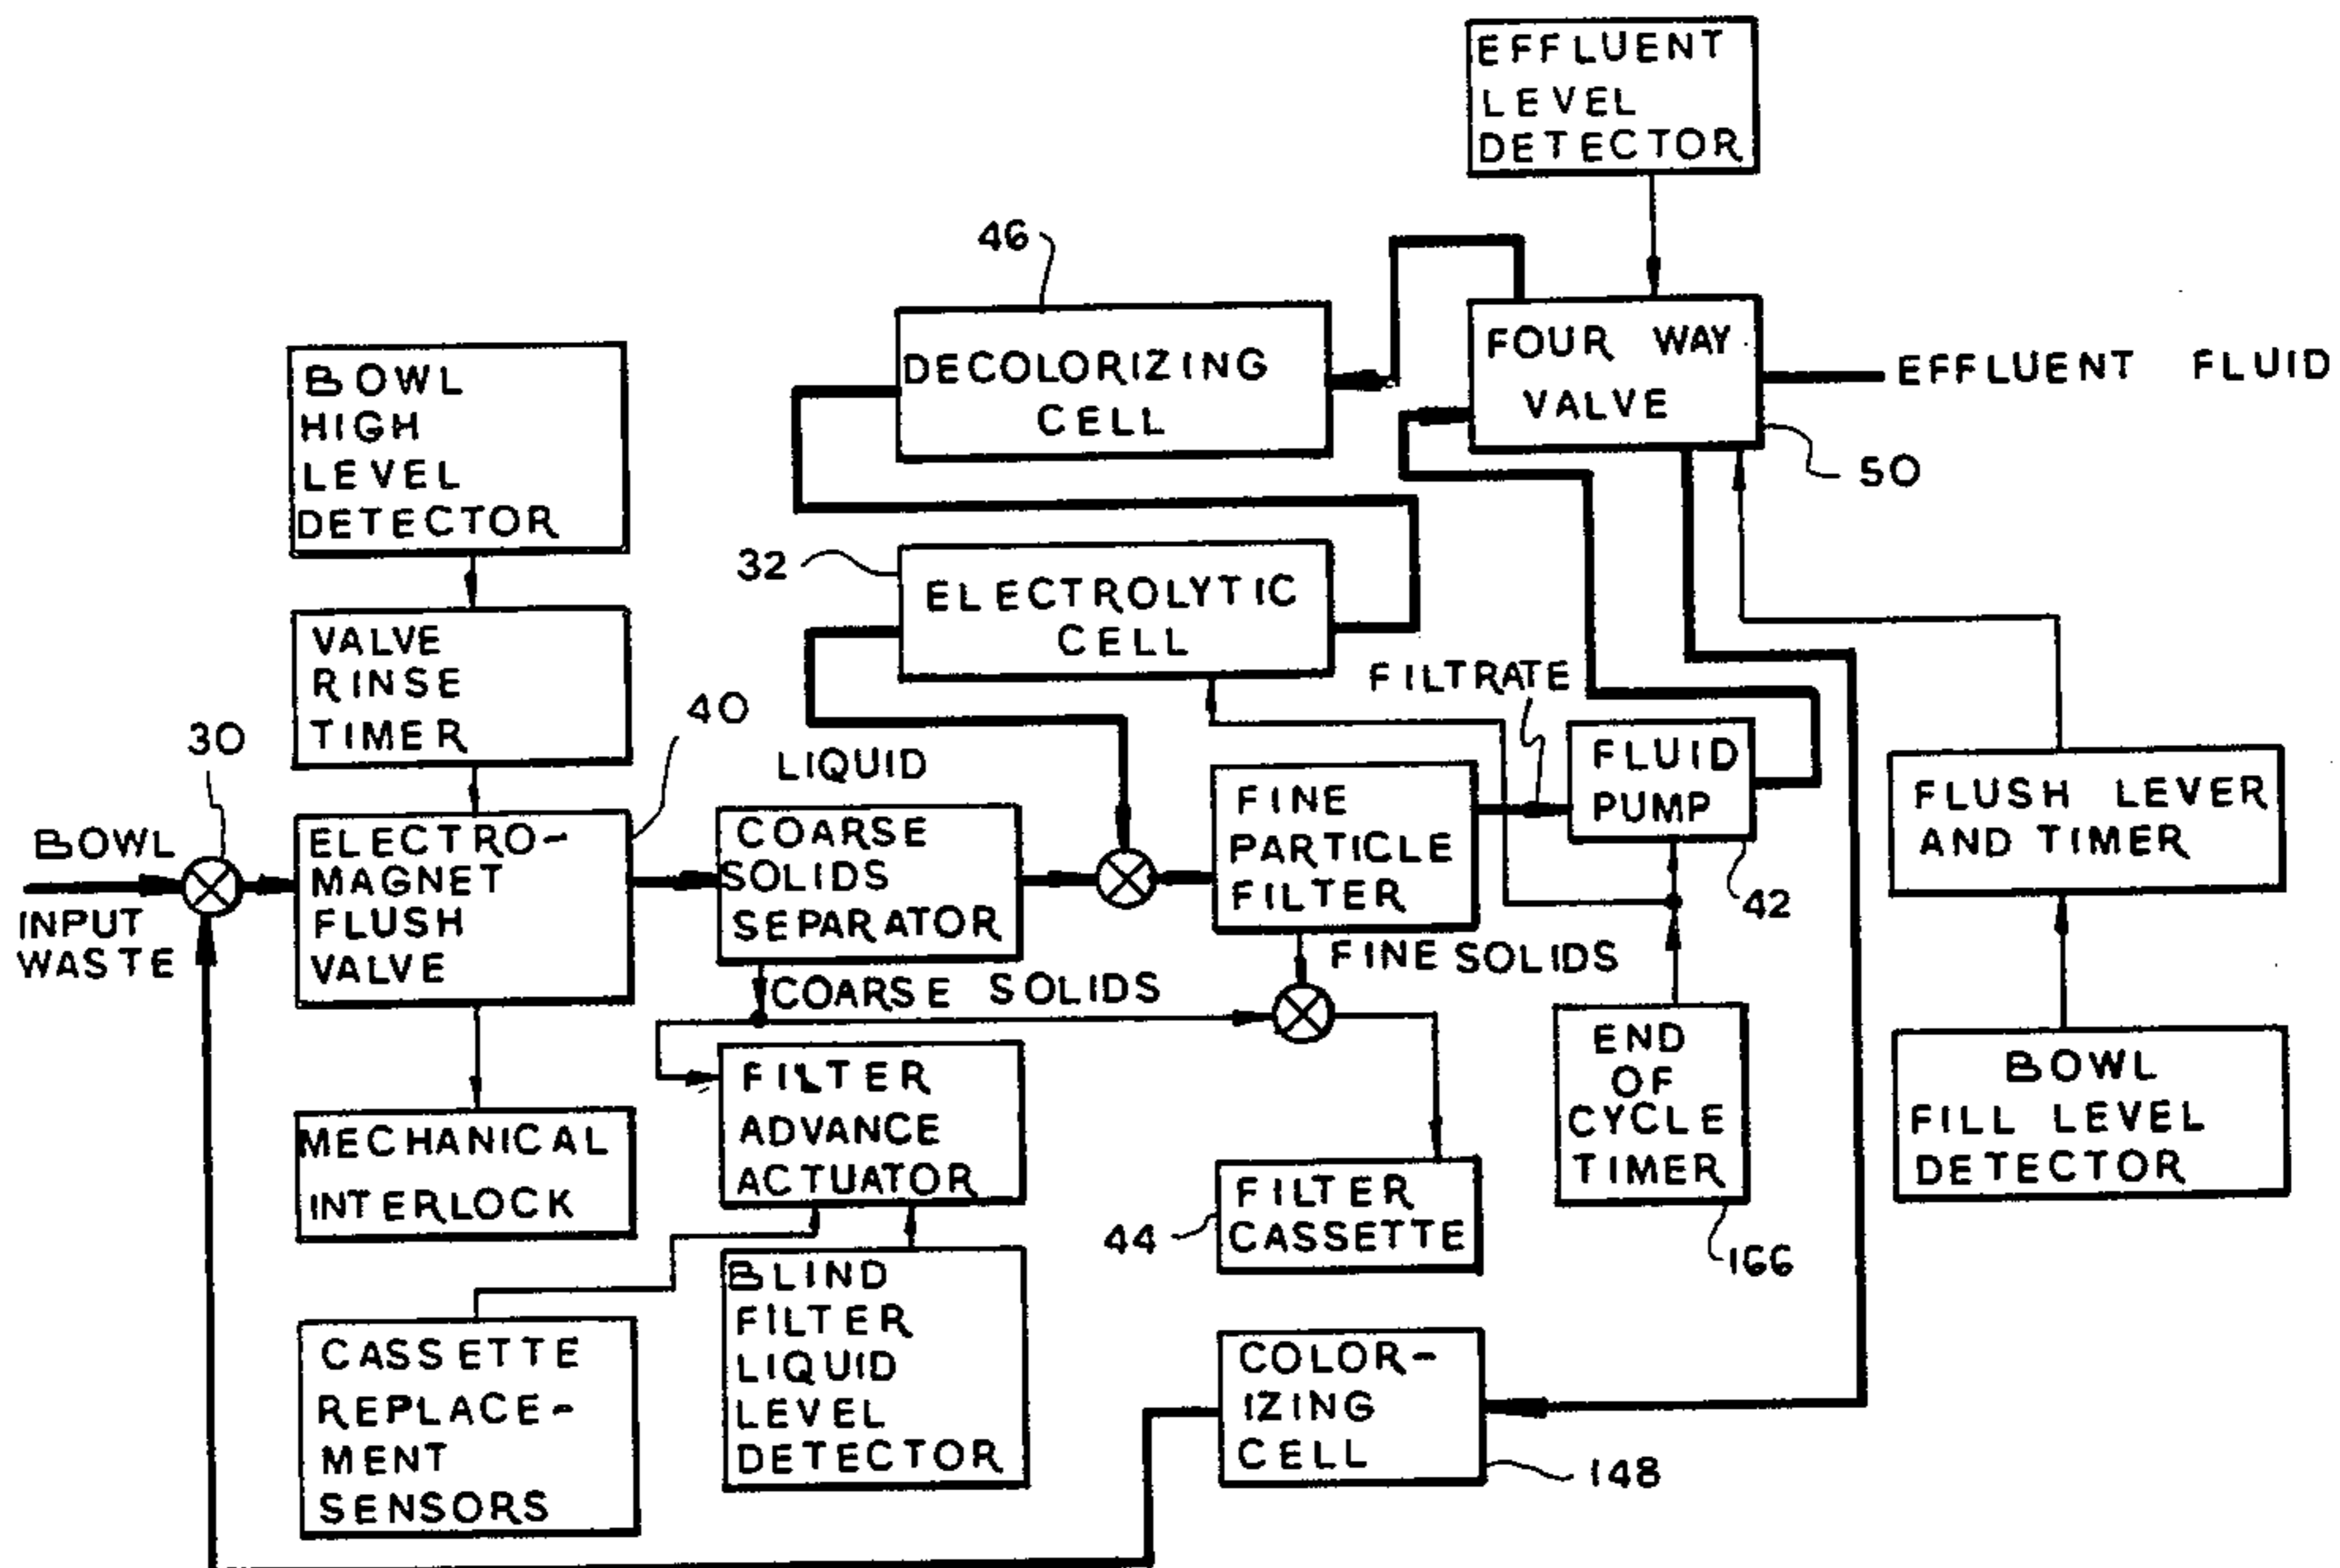 EFFLUENT
LEVEL
DETECTOR
46
FOUR WAY
VALVE
EFFLUENT FLUID
50
DECOLORIZING
CELL
BOWL
HIGH
LEVEL
DETECTOR
32
ELECTROLYTIC
CELL
VALVE
RINSE
TIMER
FILTRATE
30
40
LIQUID
FLUID
PUMP
42
FLUSH LEVER
AND TIMER
BOWL
INPUT
WASTE
ELECTRO-
MAGNET
FLUSH
VALVE
COARSE
SOLIDS
SEPARATOR
FINE
PARTICLE
FILTER
FINE SOLIDS
COARSE SOLIDS
MECHANICAL
INTERLOCK
FILTER
ADVANCE
ACTUATOR
END
OF
CYCLE
TIMER
166
BOWL
FILL LEVEL
DETECTOR
44
FILTER
CASSETTE
CASSETTE
REPLACE-
MENT
SENSORS
BLIND
FILTER
LIQUID
LEVEL
DETECTOR
COLOR-
IZING
CELL
148